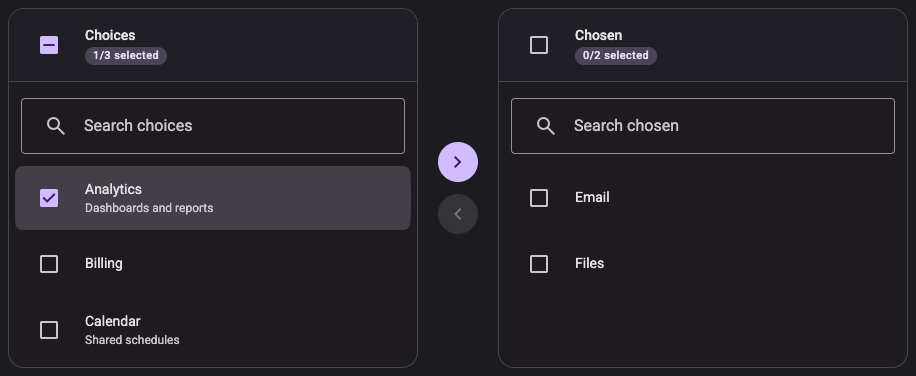 Choices
1/3 selected
Search choices
Analytics
Dashboards and reports
Billing
Calendar
Shared schedules
Chosen
0/2 selected
Search chosen
Email
Files